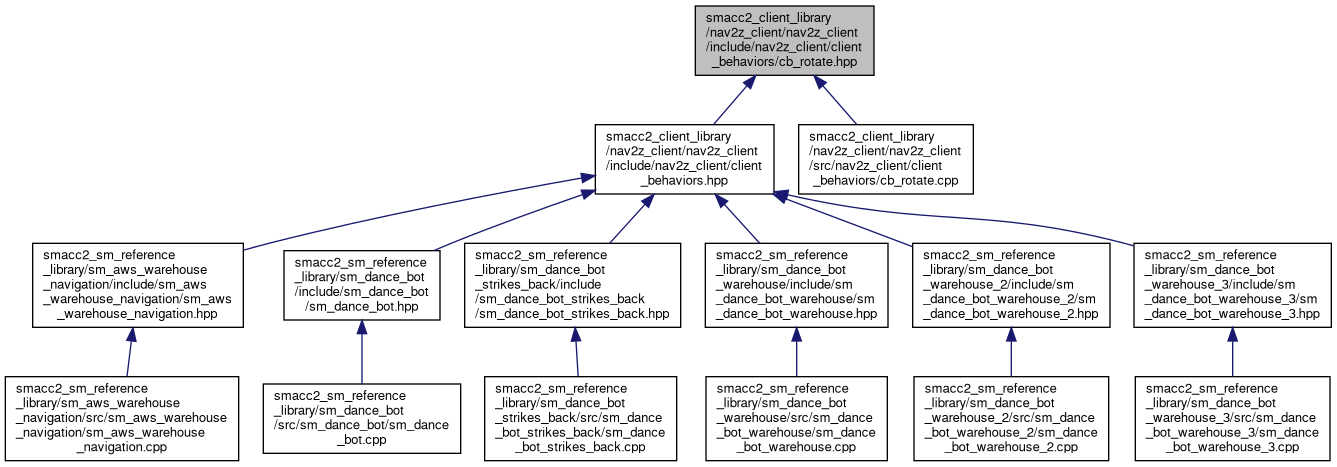 smacc2_client_library
/nav2z_client/nav2z_client
/include/nav2z_client/client
_behaviors/cb_rotate.hpp
smacc2_client_library
/nav2z_client/nav2z_client
/include/nav2z_client/client
_behaviors.hpp
smacc2_client_library
/nav2z_client/nav2z_client
/src/nav2z_client/client
_behaviors/cb_rotate.cpp
smacc2_sm_reference
_library/sm_aws_warehouse
_navigation/include/sm_aws
_warehouse_navigation/sm_aws
_warehouse_navigation.hpp
smacc2_sm_reference
_library/sm_dance_bot
/include/sm_dance_bot
/sm_dance_bot.hpp
smacc2_sm_reference
_library/sm_dance_bot
_strikes_back/include
/sm_dance_bot_strikes_back
/sm_dance_bot_strikes_back.hpp
smacc2_sm_reference
_library/sm_dance_bot
_warehouse/include/sm
_dance_bot_warehouse/sm
_dance_bot_warehouse.hpp
smacc2_sm_reference
_library/sm_dance_bot
_warehouse_2/include/sm
_dance_bot_warehouse_2/sm
_dance_bot_warehouse_2.hpp
smacc2_sm_reference
_library/sm_dance_bot
_warehouse_3/include/sm
_dance_bot_warehouse_3/sm
_dance_bot_warehouse_3.hpp
smacc2_sm_reference
_library/sm_aws_warehouse
_navigation/src/sm_aws_warehouse
_navigation/sm_aws_warehouse
_navigation.cpp
smacc2_sm_reference
_library/sm_dance_bot
/src/sm_dance_bot/sm_dance
_bot.cpp
smacc2_sm_reference
_library/sm_dance_bot
_strikes_back/src/sm_dance
_bot_strikes_back/sm_dance
_bot_strikes_back.cpp
smacc2_sm_reference
_library/sm_dance_bot
_warehouse/src/sm_dance
_bot_warehouse/sm_dance
_bot_warehouse.cpp
smacc2_sm_reference
_library/sm_dance_bot
_warehouse_2/src/sm_dance
_bot_warehouse_2/sm_dance
_bot_warehouse_2.cpp
smacc2_sm_reference
_library/sm_dance_bot
_warehouse_3/src/sm_dance
_bot_warehouse_3/sm_dance
_bot_warehouse_3.cpp